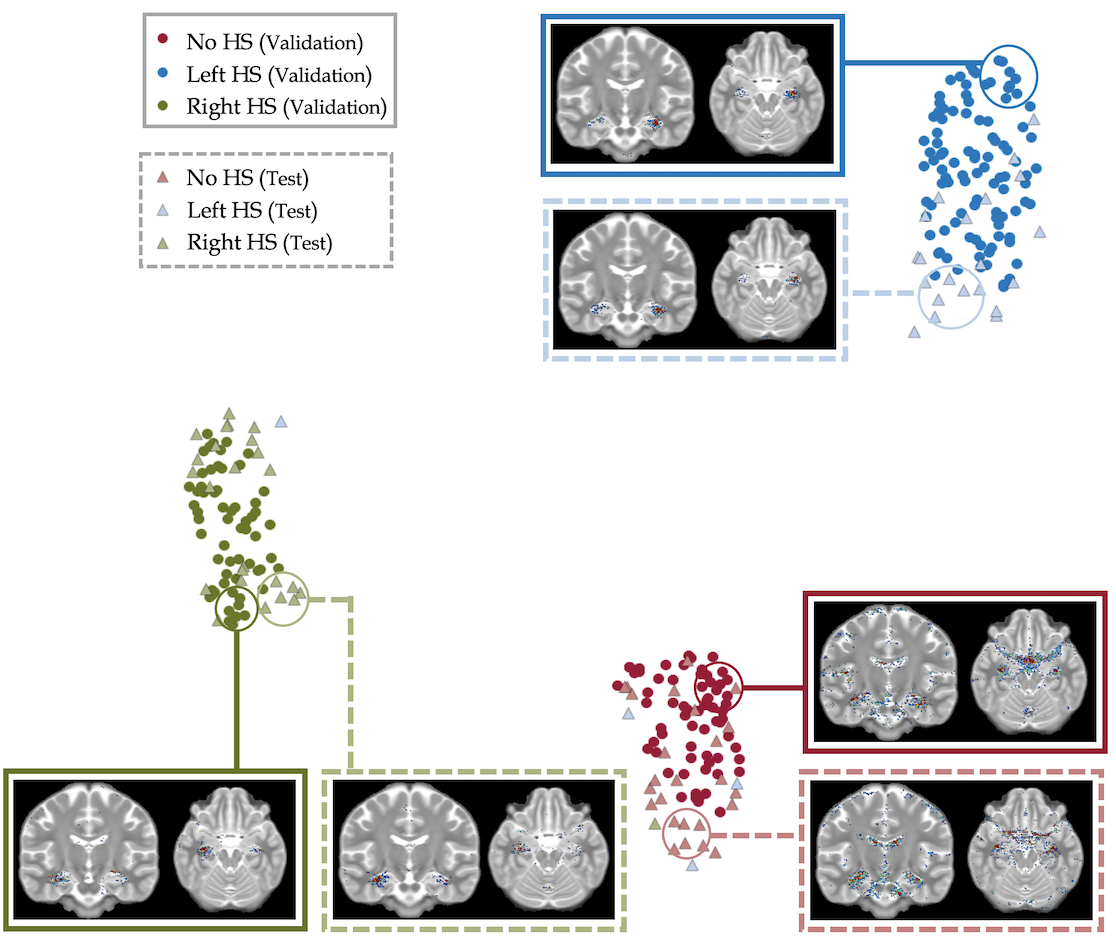 No HS (Validation)
Left HS (Validation)
Right HS (Validation)
No HS (Test)
Left HS (Test)
Right HS (Test)